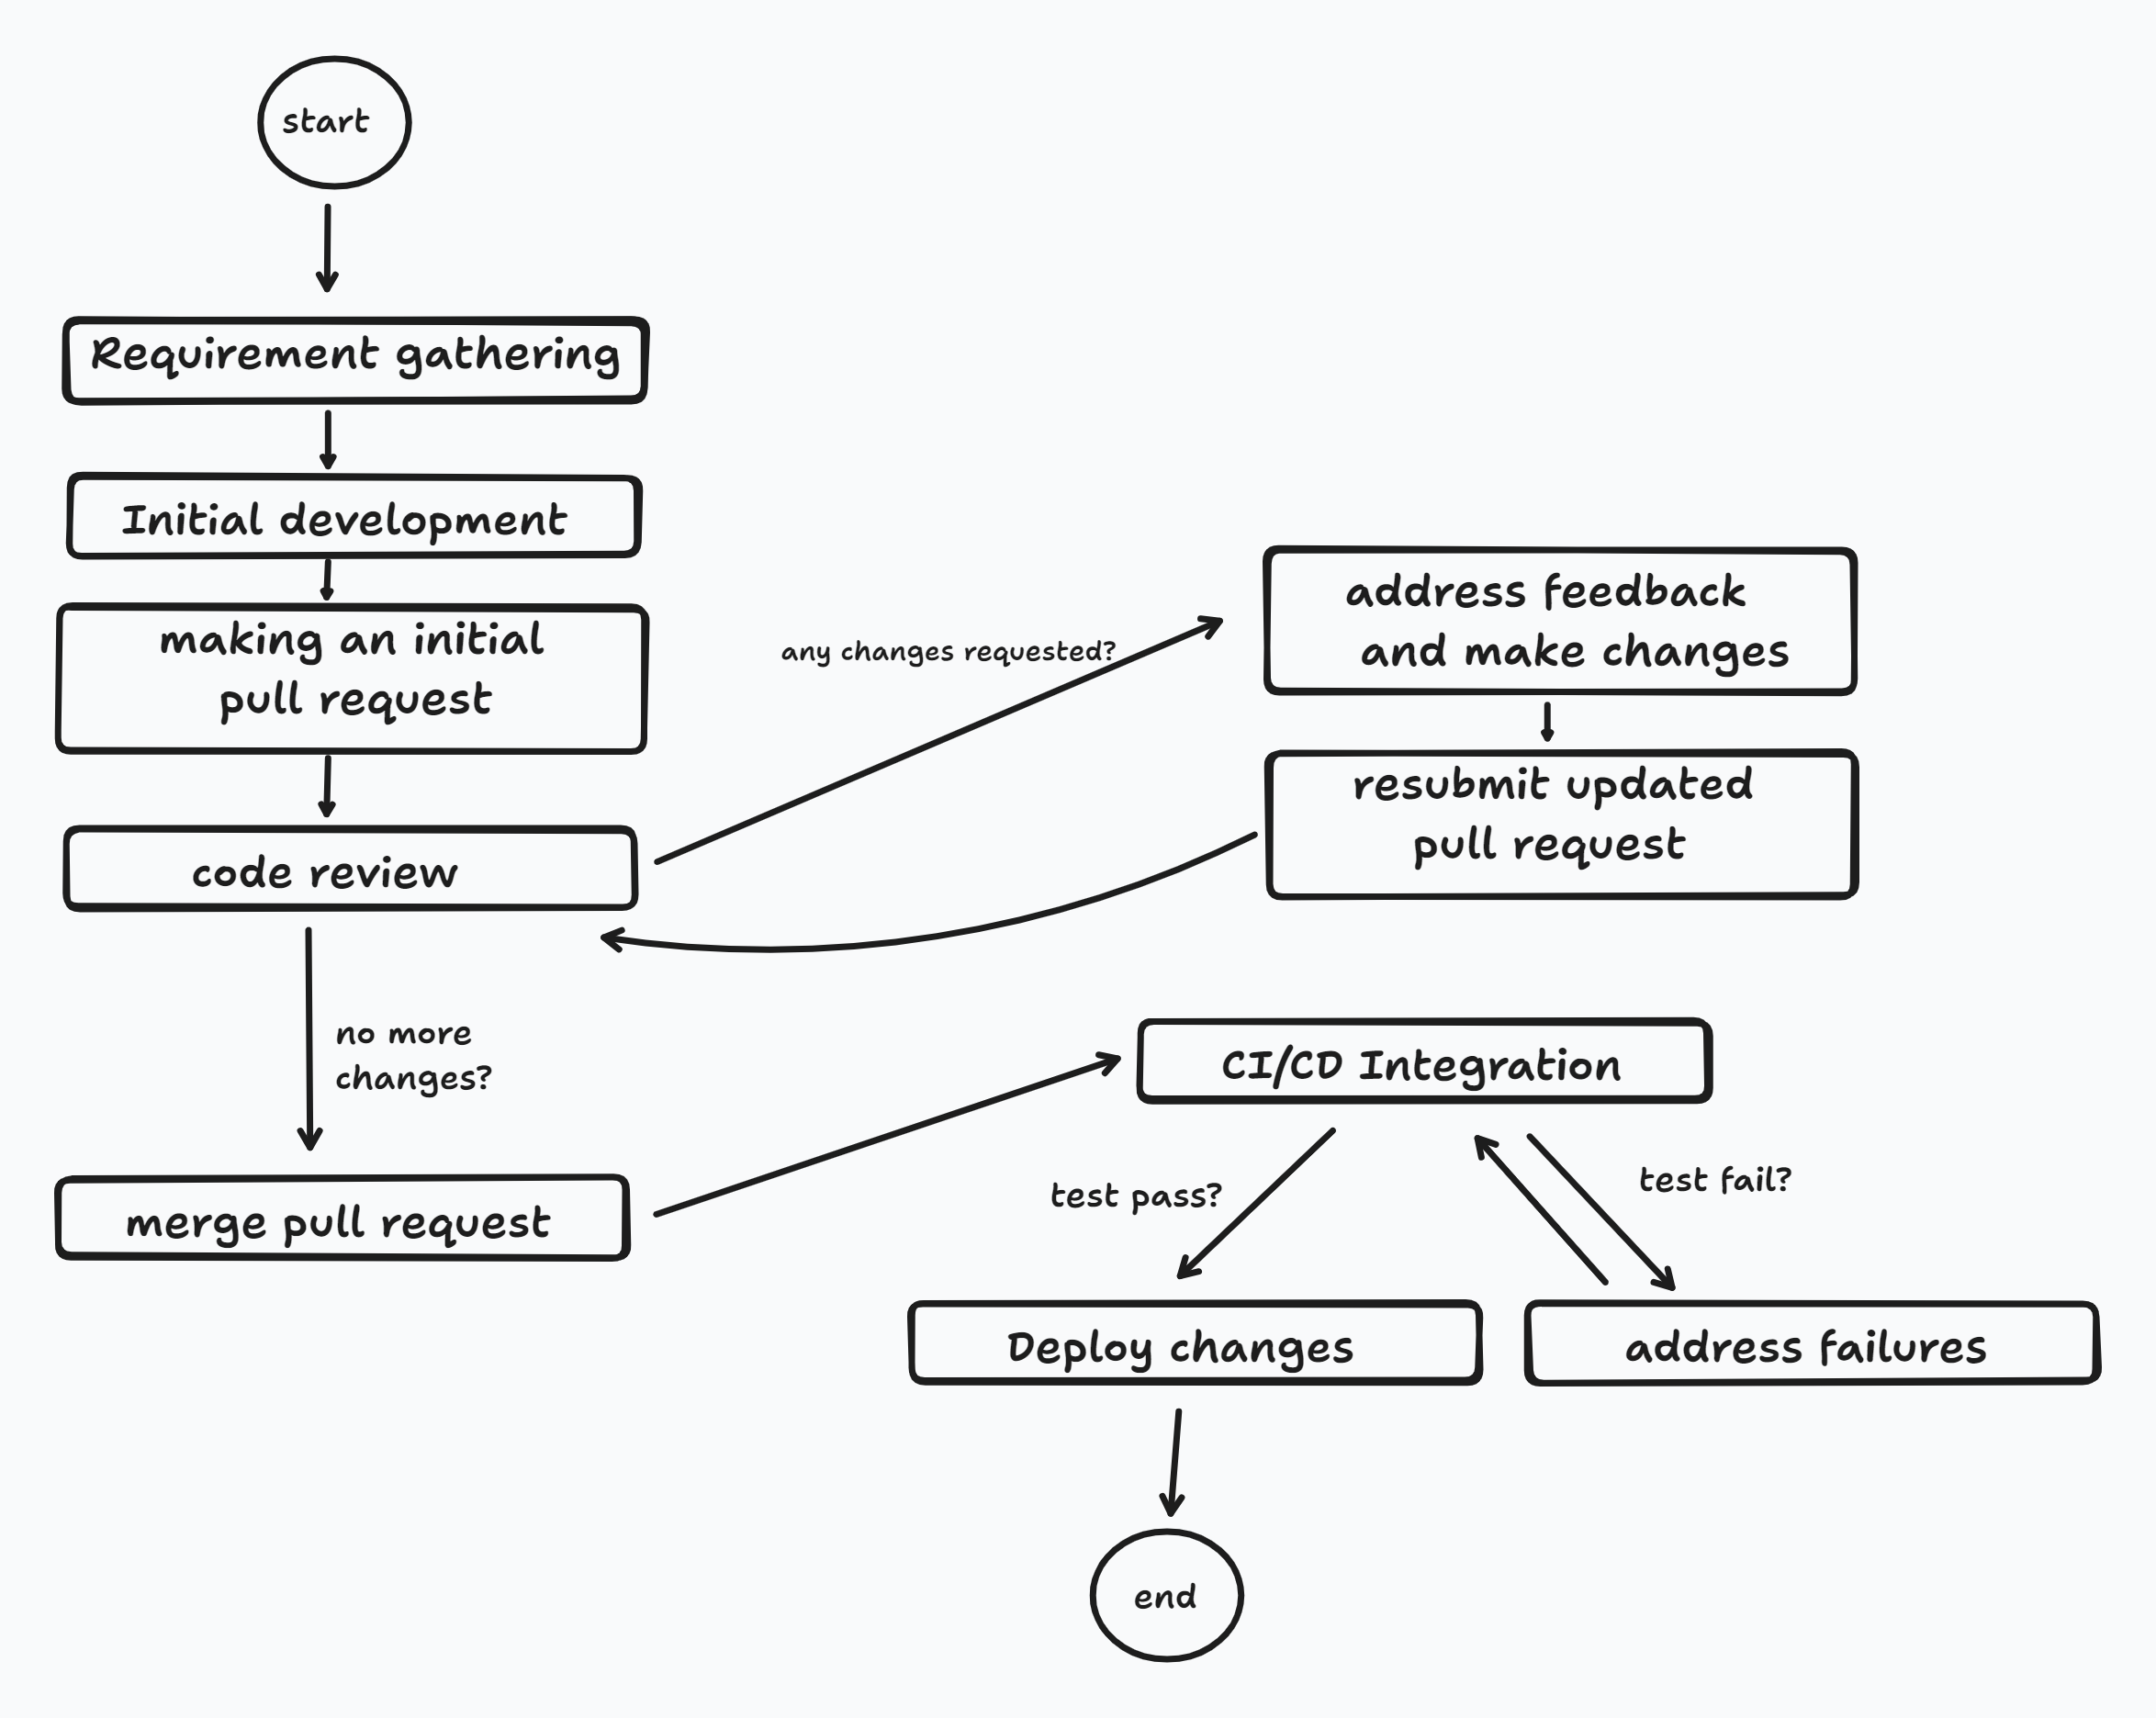 start
Requirement gathering
Initial development
making an initial
pull request
code review
any changes requested?
address feedback
and make changes
resubmit updated
pull request
no more
changes?
merge pull request
CI/CD Integration
test pass?
test fail?
Deploy changes
address failures
end